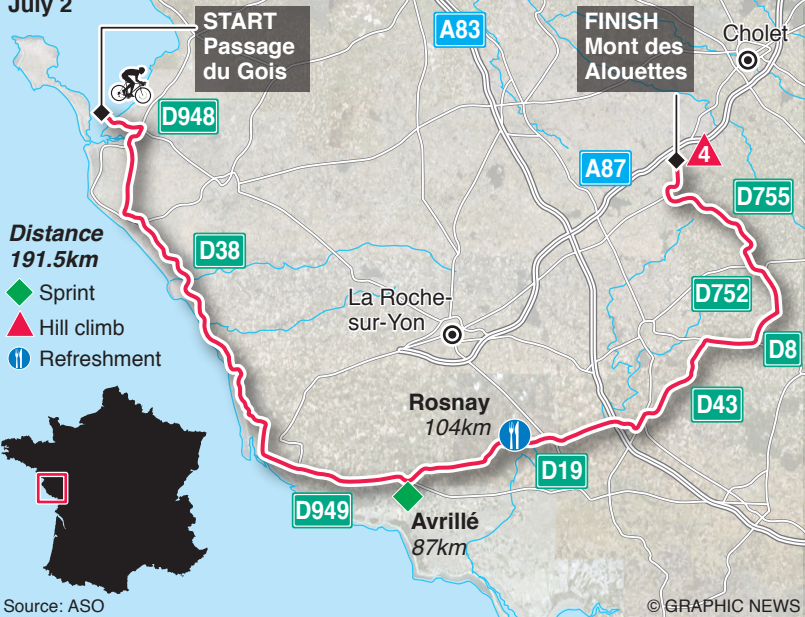 July 2
START
Passage
du Gois
A83
FINISH
Mont des
Alouettes
Cholet
D948
4
A87
D755
Distance
191.5km
D38
Sprint
Hill climb
Refreshment
D752
La Roche-
sur-Yon
D8
Rosnay
104km
D43
D19
D949
Avrillé
87km
Source: ASO
© GRAPHIC NEWS